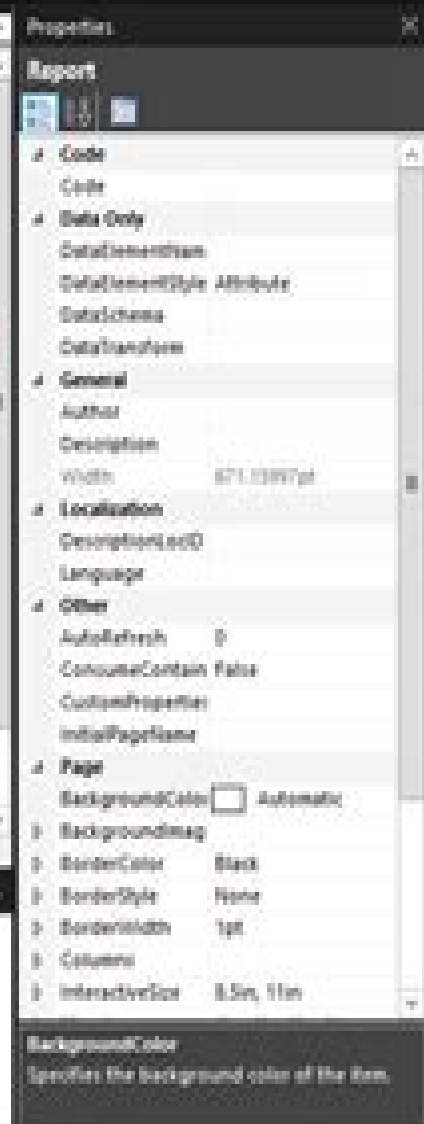 Properties
Report
Code
Code
Data Only
DataElementNam
DataElementStyle Attribute
DataSchema
DataTransform
General
Author
Description
Width
Localization
DescriptionLocID
Language
Other
AutoRefresh 0
ConsumeContain False
CustomProperties
InitialPageName
Page
BackgroundColo Automatic
BackgroundImag
BorderColor Black
BorderStyle None
BorderWidth 1pt
Columns
InteractiveSize 8.5in, 11in
BackgroundColor
Specifies the background color of the item.